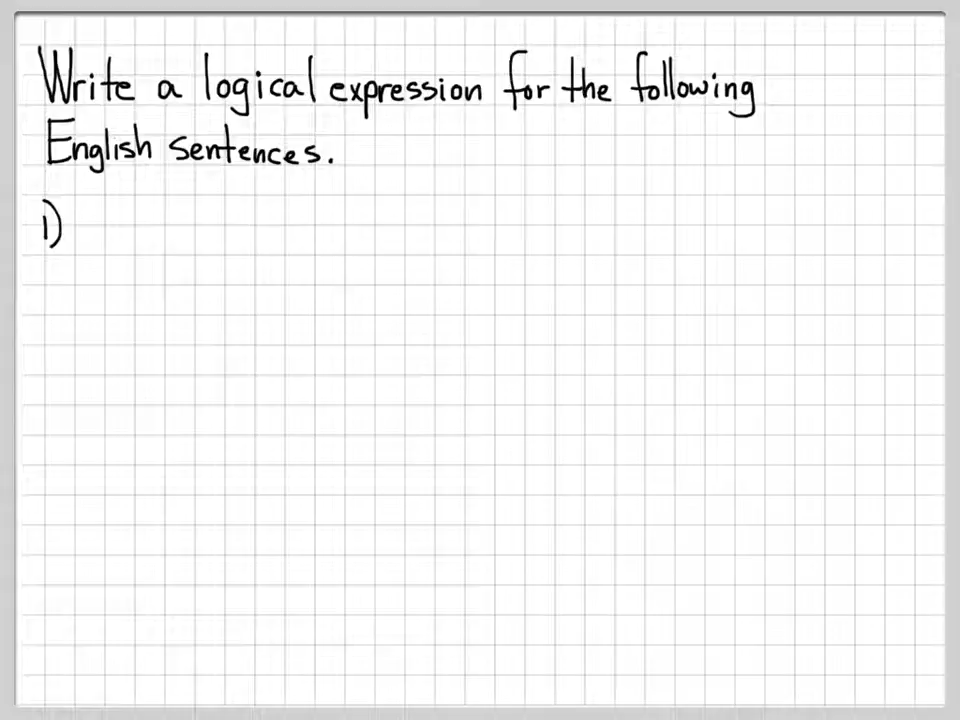 Write a logical expression for the following
English sentences.
1)